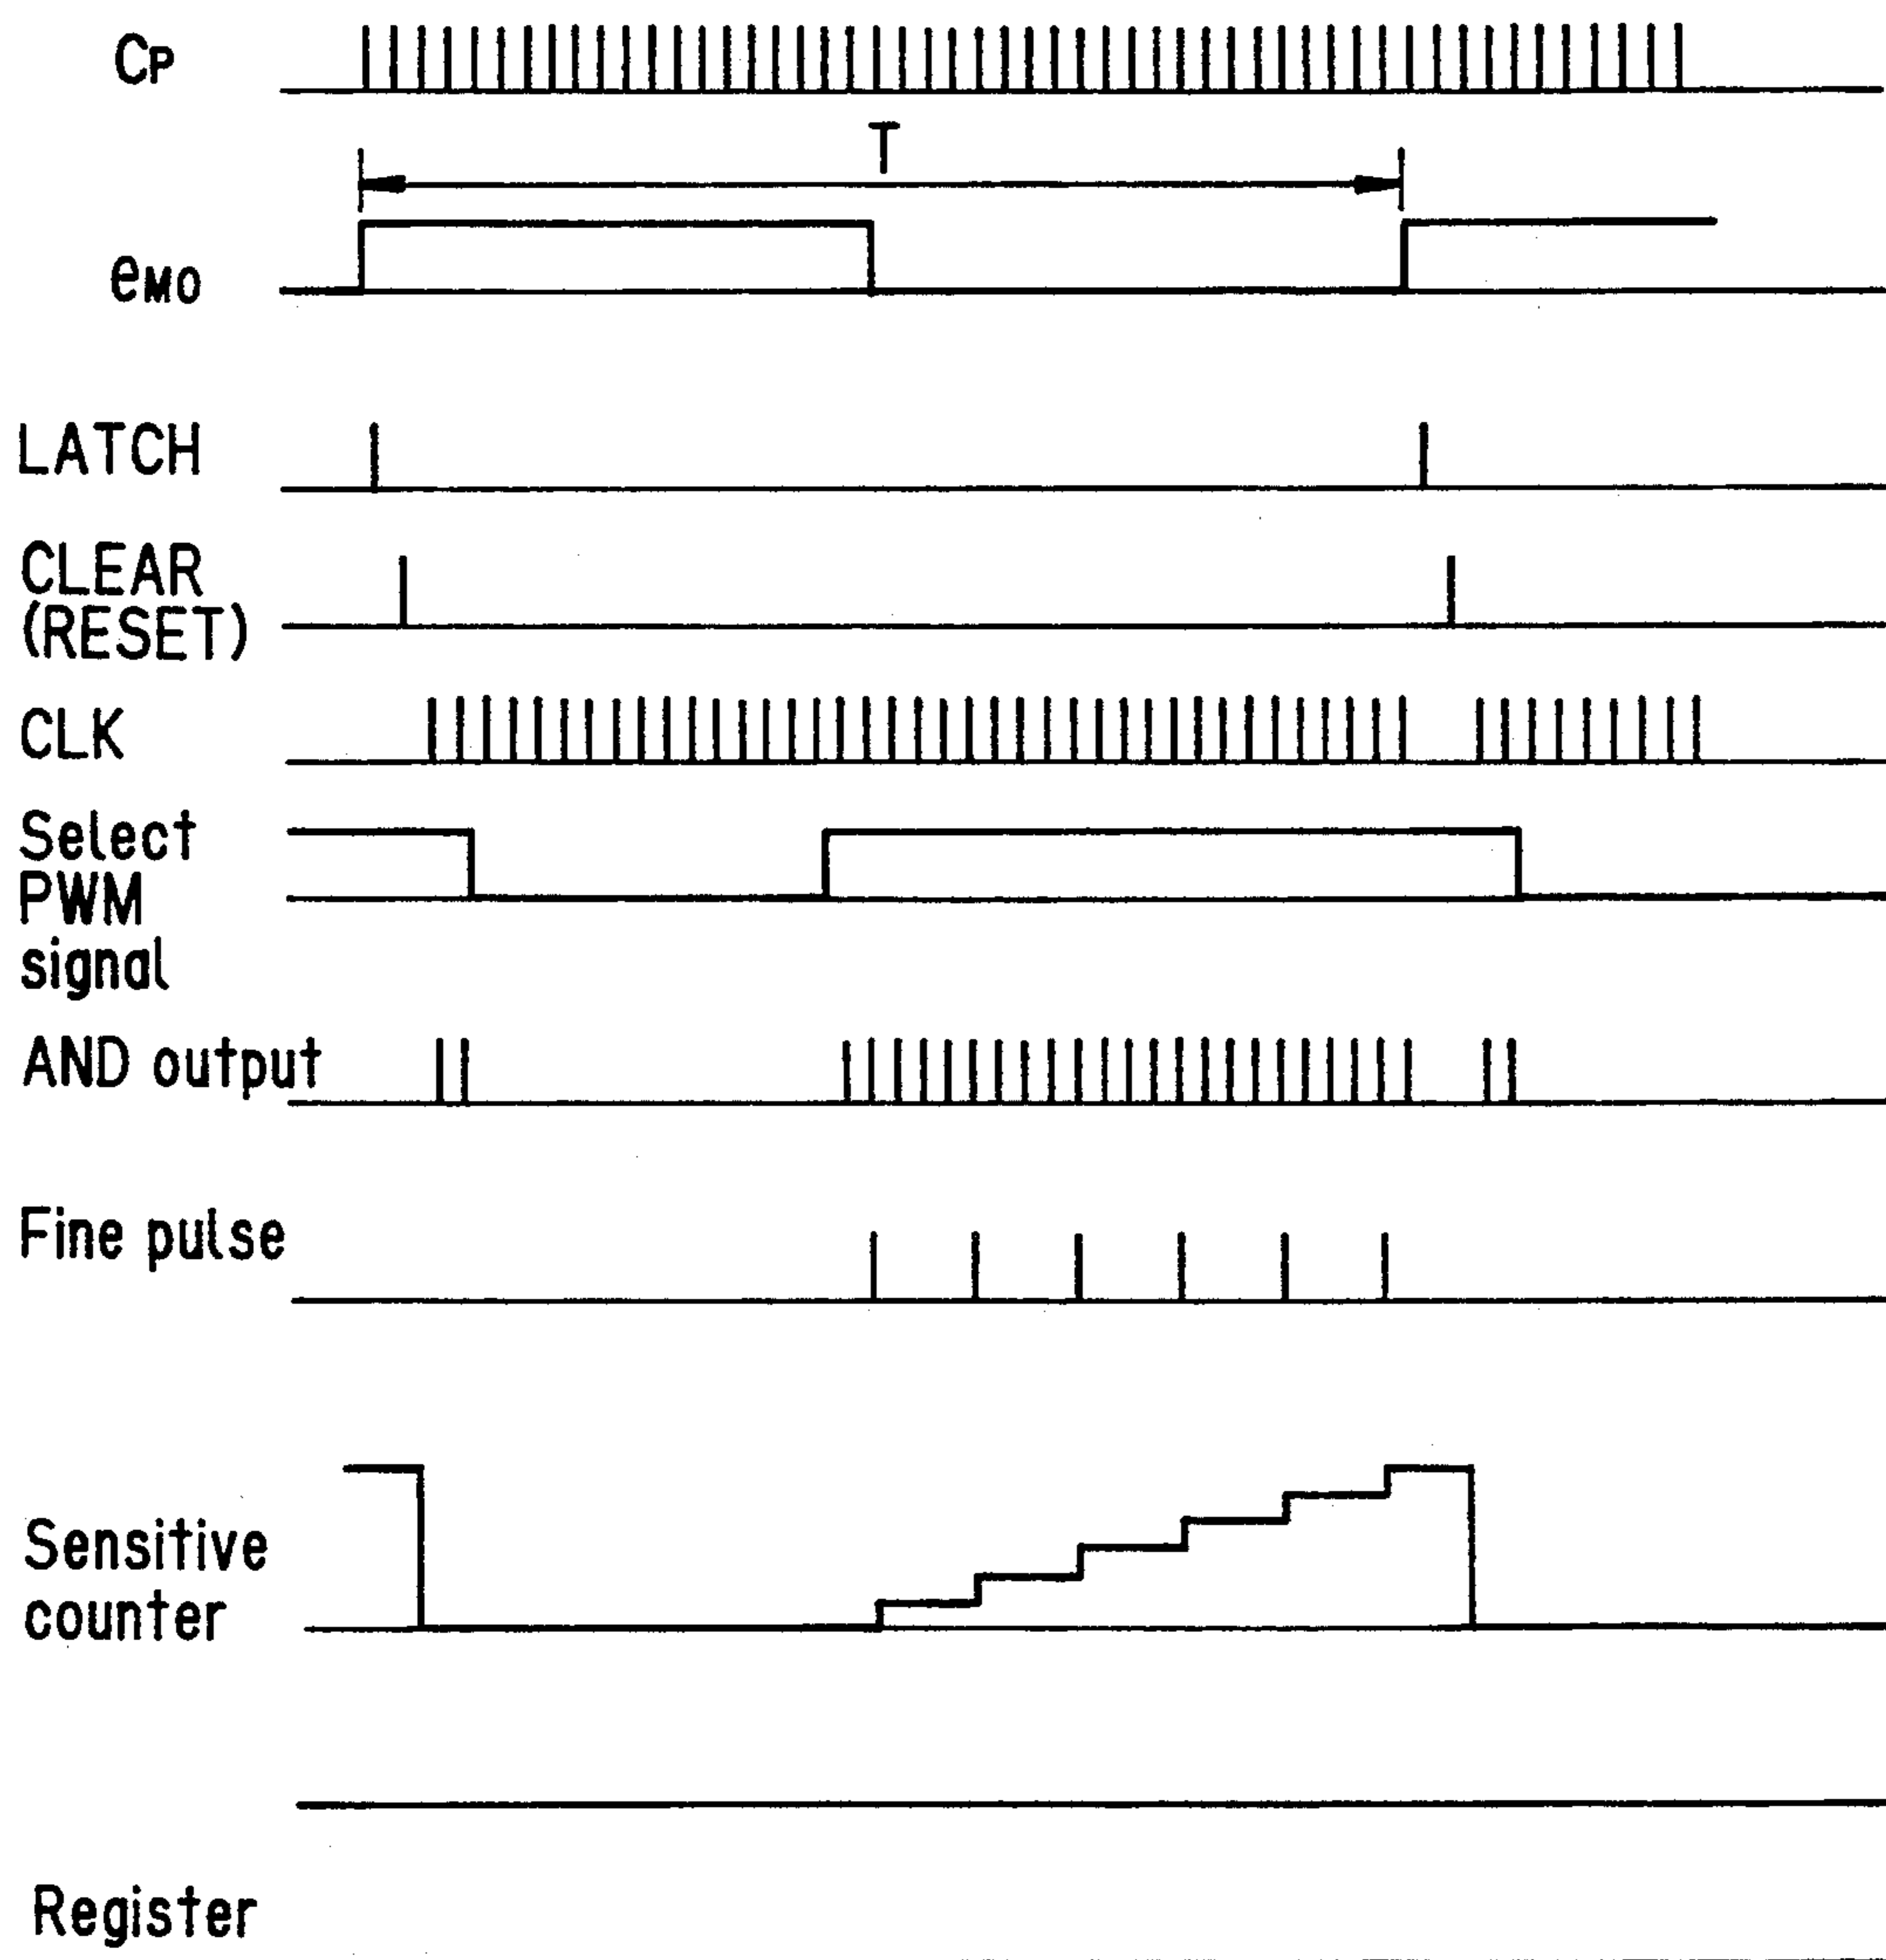 CP
T
eMO
LATCH
CLEAR
(RESET)
CLK
Select
PWM
signal
AND output
Fine pulse
Sensitive
counter
Register